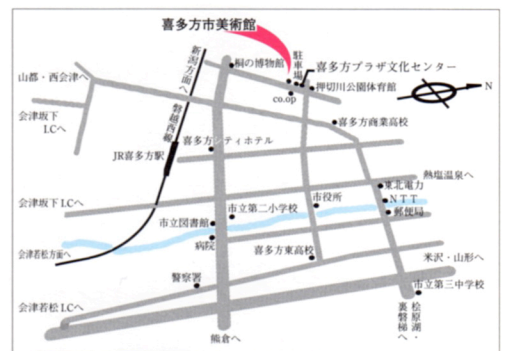 喜多方市美術館
新潟方面へ
磐越西線
桐の博物館
駐車場
喜多方プラザ文化センター
山都・西会津へ
押切川公園体育館
N
co.op
会津坂下
I.Cへ
喜多方商業高校
喜多方シティホテル
JR喜多方駅
熱塩温泉へ
東北電力
会津坂下 I.Cへ
市役所
NTT
市立第二小学校
郵便局
市立図書館
病院
会津若松方面へ
喜多方東高校
米沢・山形へ
警察署
市立第三中学校
会津若松 I.Cへ
桧原湖・
裏磐梯へ
熊倉へ